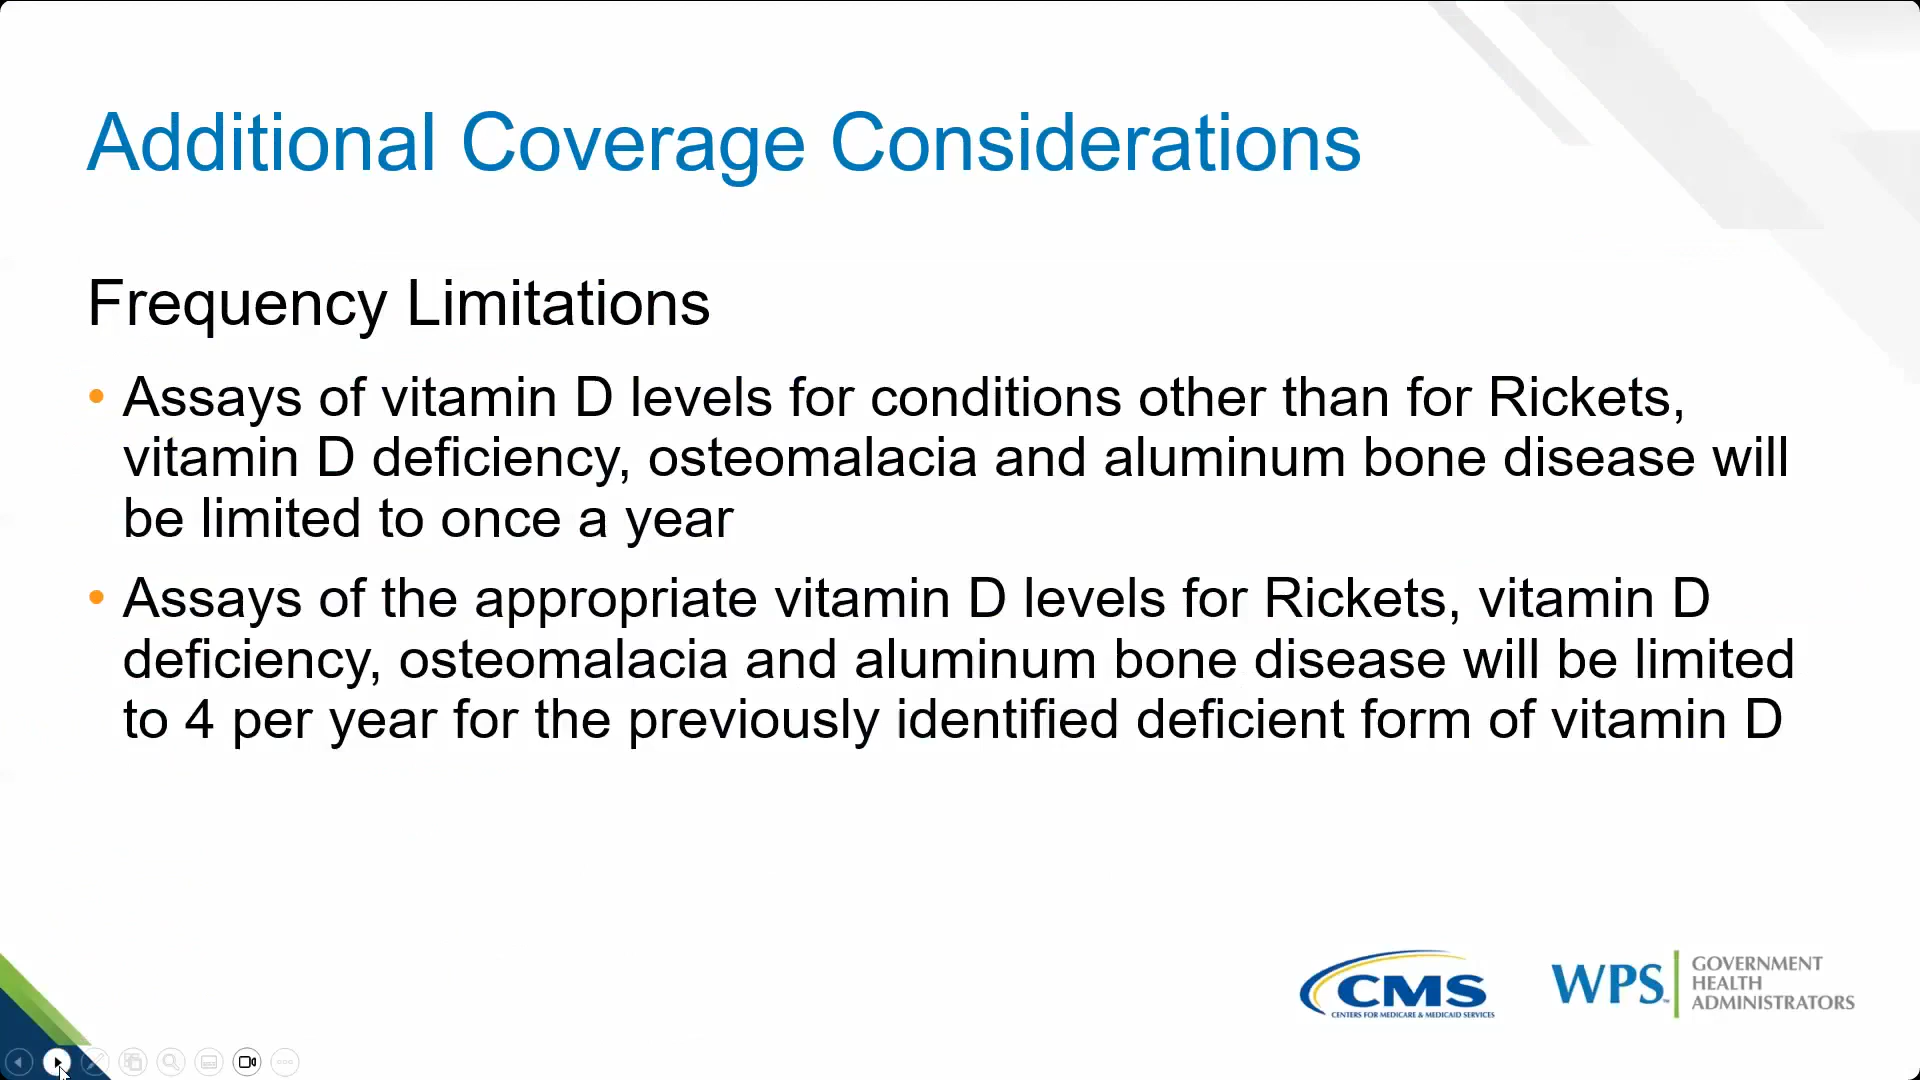 Additional Coverage Considerations
Frequency Limitations
• Assays of vitamin D levels for conditions other than for Rickets,
vitamin D deficiency, osteomalacia and aluminum bone disease will
be limited to once a year
• Assays of the appropriate vitamin D levels for Rickets, vitamin D
deficiency, osteomalacia and aluminum bone disease will be limited
to 4 per year for the previously identified deficient form of vitamin D
CMS
CENTERS FOR MEDICARE & MEDICAID SERVICES
WPS™
GOVERNMENT
HEALTH
ADMINISTRATORS